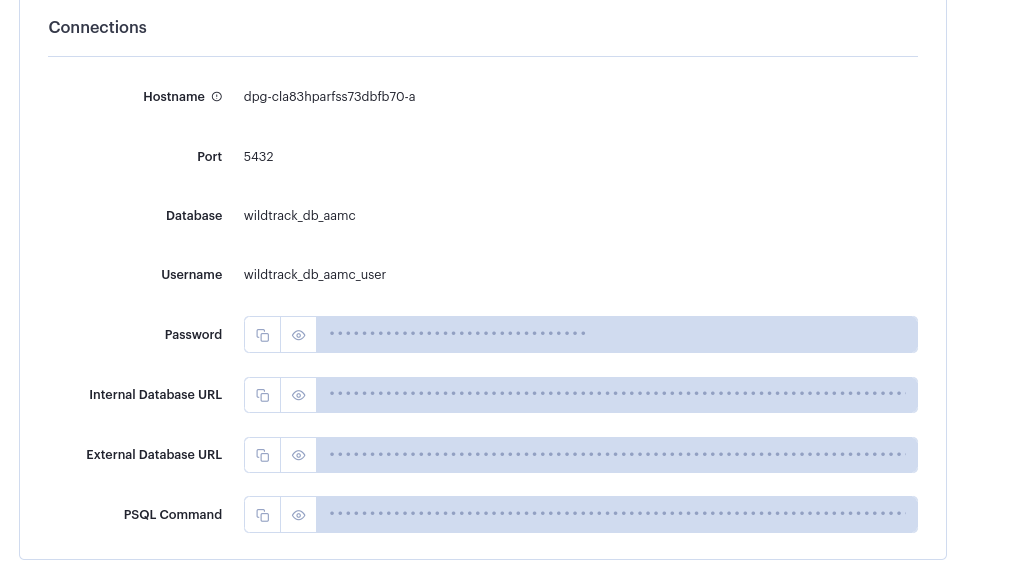 Connections
Hostname dpg-cla83hparfss73dbfb70-a
Port 5432
Database wildtrack_db_aamc
Username wildtrack_db_aamc_user
Password ••••••••••••••••••••••••••••••••
Internal Database URL ••••••••••••••••••••••••••••••••••••••••••••••••••••••••••••••••••••••••
External Database URL ••••••••••••••••••••••••••••••••••••••••••••••••••••••••••••••••••••••••
PSQL Command ••••••••••••••••••••••••••••••••••••••••••••••••••••••••••••••••••••••••